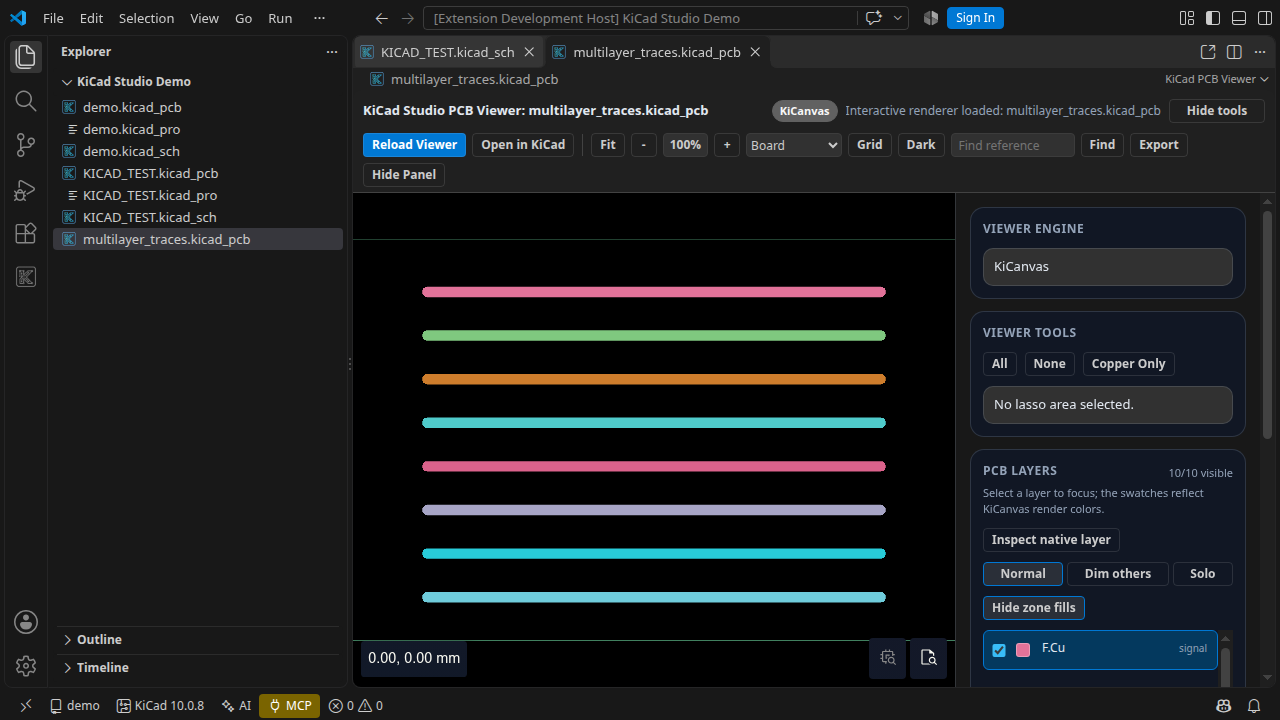 File Edit Selection View Go Run ··· [Extension Development Host] KiCad Studio Demo Sign In
Explorer
KiCad Studio Demo
demo.kicad_pcb
demo.kicad_pro
demo.kicad_sch
KICAD_TEST.kicad_pcb
KICAD_TEST.kicad_pro
KICAD_TEST.kicad_sch
multilayer_traces.kicad_pcb
Outline
Timeline
KICAD_TEST.kicad_sch multilayer_traces.kicad_pcb
multilayer_traces.kicad_pcb KiCad PCB Viewer
KiCad Studio PCB Viewer: multilayer_traces.kicad_pcb KiCanvas Interactive renderer loaded: multilayer_traces.kicad_pcb Hide tools
Reload Viewer Open in KiCad Fit - 100% + Board Grid Dark Find reference Find Export
Hide Panel
0.00, 0.00 mm
VIEWER ENGINE
KiCanvas
VIEWER TOOLS
All None Copper Only
No lasso area selected.
PCB LAYERS 10/10 visible
Select a layer to focus; the swatches reflect
KiCanvas render colors.
Inspect native layer
Normal Dim others Solo
Hide zone fills
F.Cu signal
demo KiCad 10.0.8 AI MCP 0 0